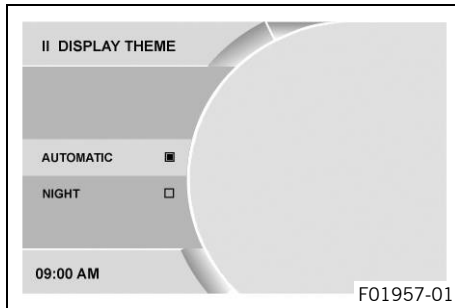 II DISPLAY THEME
AUTOMATIC
NIGHT
09:00 AM
F01957-01